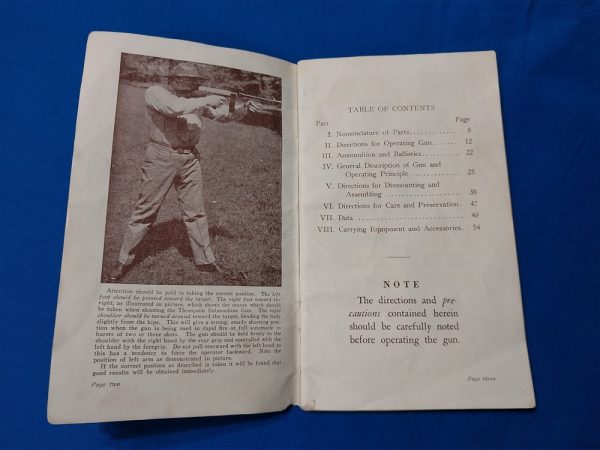 Attention should be paid to taking the correct position. The left
foot should be pointed toward the target. The right foot toward the
right, as illustrated in picture, which shows the stance which should
be taken when shooting the Thompson Submachine Gun. The right
shoulder should be turned around toward the target, bending the body
slightly from the hips. This will give a strong, steady shooting posi-
tion when the gun is being used in rapid fire or full automatic in
bursts of two or three shots. The gun should be held firmly to the
shoulder with the right hand by the rear grip and controlled with the
left hand by the foregrip. Do not pull rearward with the left hand as
this has a tendency to force the operator backward. Note the
position of left arm as demonstrated in picture.
If the correct position as described is taken it will be found that
good results will be obtained immediately.
Page two
TABLE OF CONTENTS
Part Page
I. Nomenclature of Parts............ 8
II. Directions for Operating Gun....... 12
III. Ammunition and Ballistics.......... 22
IV. General Description of Gun and
Operating Principle .............. 25
V. Directions for Dismounting and
Assembling ..................... 38
VI. Directions for Care and Preservation. 45
VII. Data ........................... 48
VIII. Carrying Equipment and Accessories. 54
NOTE
The directions and pre-
cautions contained herein
should be carefully noted
before operating the gun.
Page three